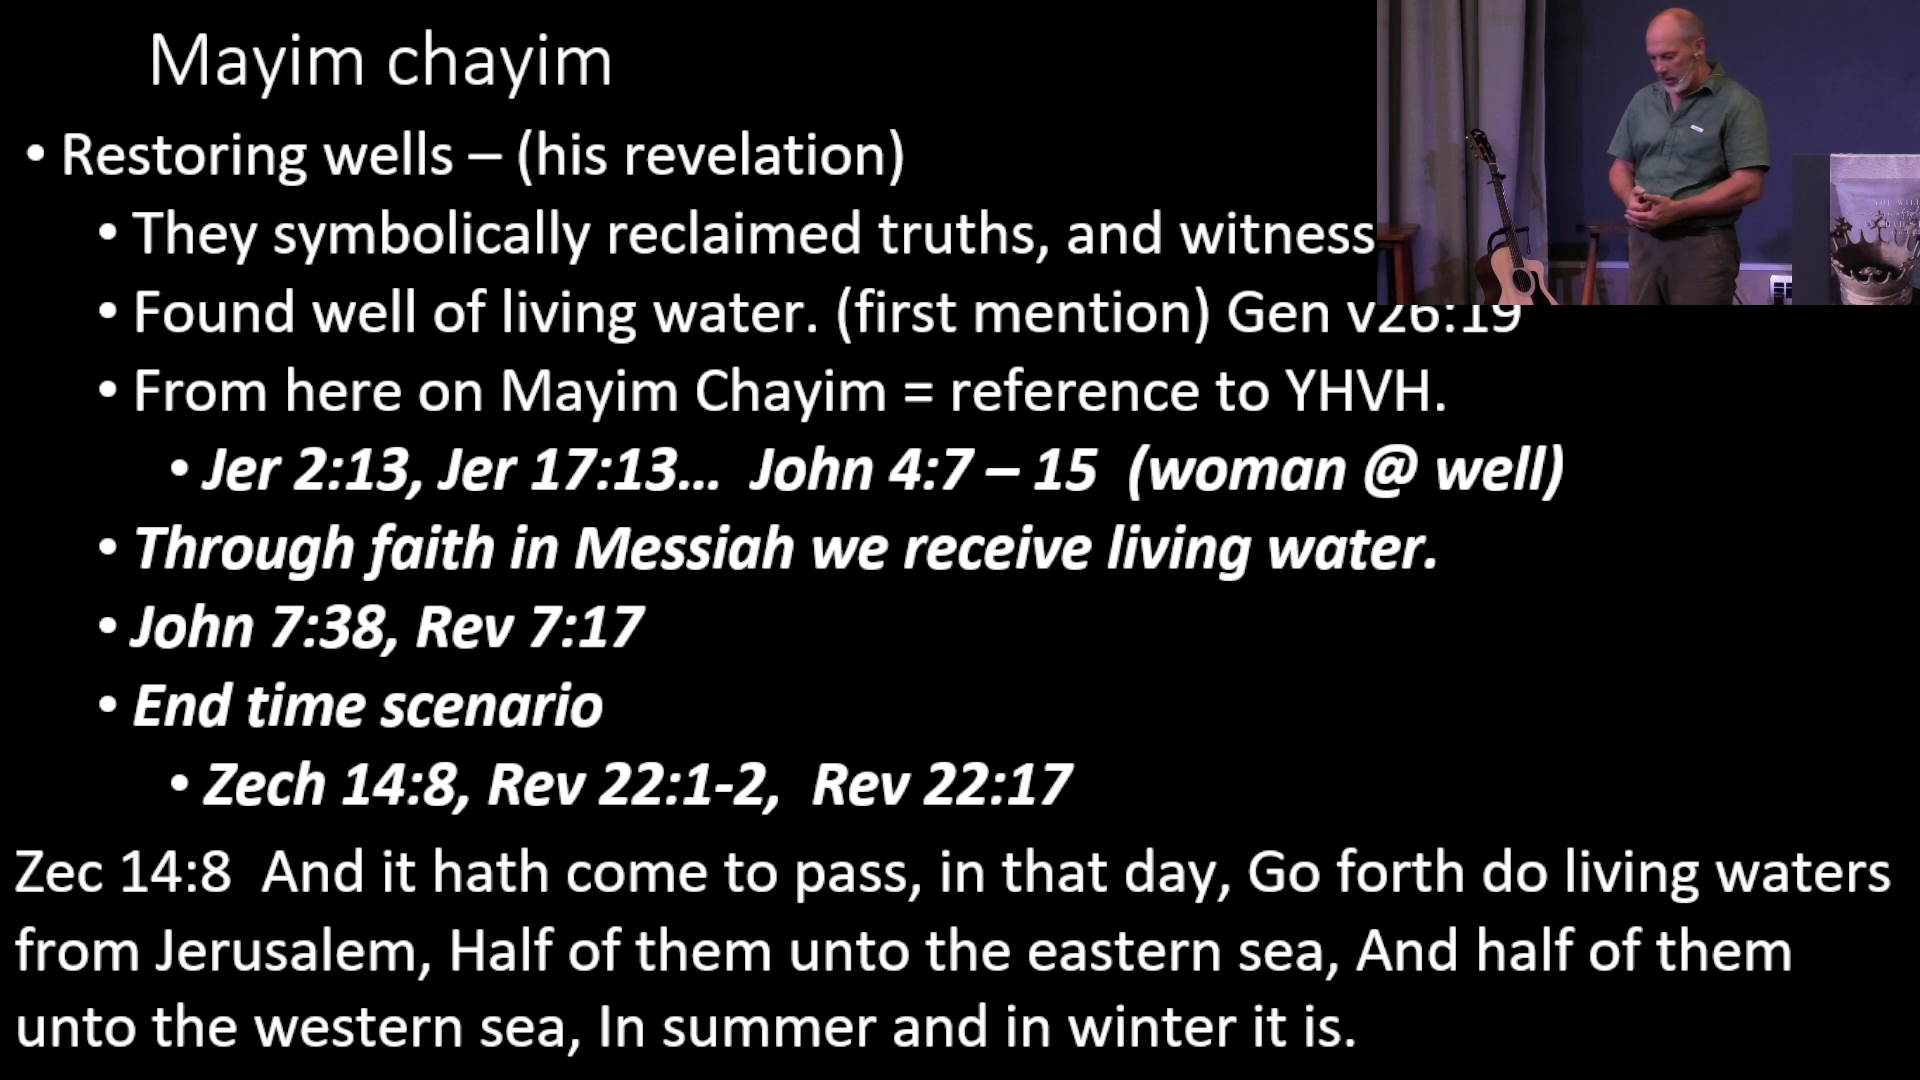 Mayim chayim
• Restoring wells – (his revelation)
• They symbolically reclaimed truths, and witness
• Found well of living water. (first mention) Gen v26:19
• From here on Mayim Chayim = reference to YHVH.
• Jer 2:13, Jer 17:13… John 4:7 – 15 (woman @ well)
• Through faith in Messiah we receive living water.
• John 7:38, Rev 7:17
• End time scenario
• Zech 14:8, Rev 22:1-2, Rev 22:17
Zec 14:8 And it hath come to pass, in that day, Go forth do living waters
from Jerusalem, Half of them unto the eastern sea, And half of them
unto the western sea, In summer and in winter it is.
YOU WILL